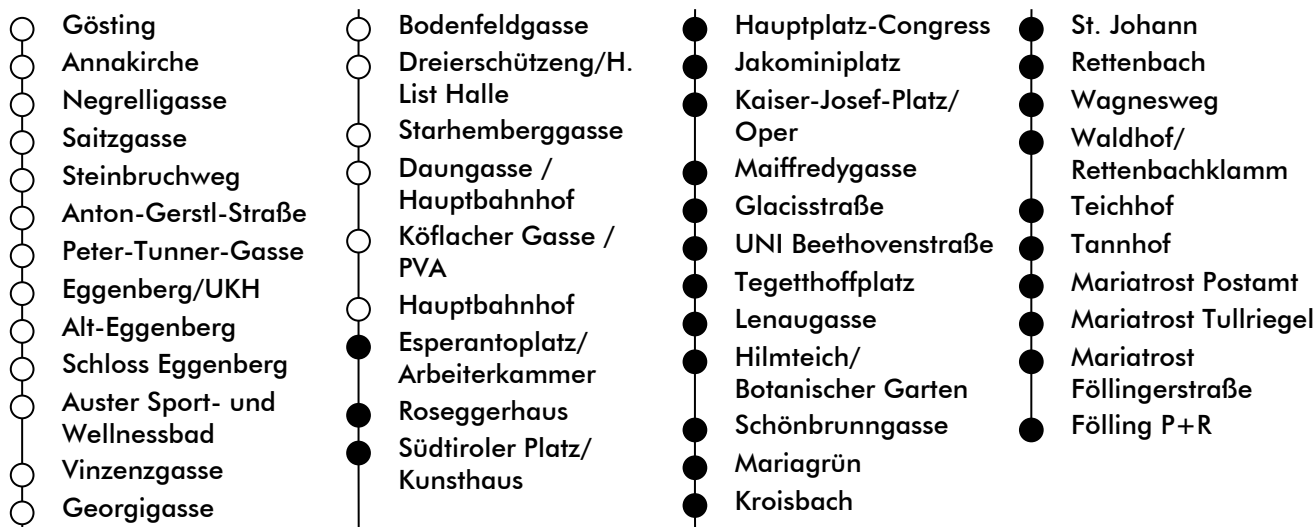 Gösting
Annakirche
Negrelligasse
Saitzgasse
Steinbruchweg
Anton-Gerstl-Straße
Peter-Tunner-Gasse
Eggenberg/UKH
Alt-Eggenberg
Schloss Eggenberg
Auster Sport- und
Wellnessbad
Vinzenzgasse
Georgigasse
Bodenfeldgasse
Dreierschützeng/H.
List Halle
Starhemberggasse
Daungasse /
Hauptbahnhof
Köflacher Gasse /
PVA
Hauptbahnhof
Esperantoplatz/
Arbeiterkammer
Roseggerhaus
Südtiroler Platz/
Kunsthaus
Hauptplatz-Congress
Jakominiplatz
Kaiser-Josef-Platz/
Oper
Maiffredygasse
Glacisstraße
UNI Beethovenstraße
Tegetthoffplatz
Lenaugasse
Hilmteich/
Botanischer Garten
Schönbrunngasse
Mariagrün
Kroisbach
St. Johann
Rettenbach
Wagnesweg
Waldhof/
Rettenbachklamm
Teichhof
Tannhof
Mariatrost Postamt
Mariatrost Tullriegel
Mariatrost
Föllingerstraße
Fölling P+R